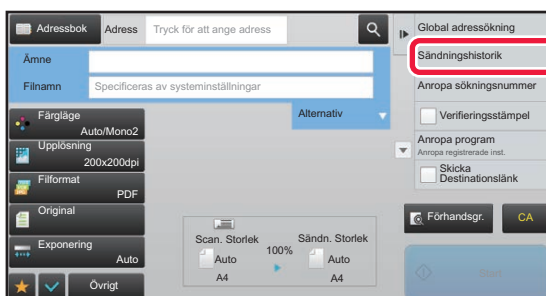 Adressbok Adress Tryck för att ange adress
Ämne
Filnamn Specificeras av systeminställningar
Alternativ
Färgläge
Auto/Mono2
Upplösning
200x200dpi
Filformat
PDF
Original
Exponering
Auto
Övrigt
Scan. Storlek 100% Sändn. Storlek
Auto Auto
A4 A4
Global adressökning
Sändningshistorik
Anropa sökningsnummer
Verifieringsstämpel
Anropa program
Anropa registrerade inst.
Skicka
Destinationslänk
Förhandsgr. CA
Start